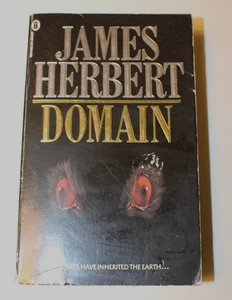 JAMES
HERBERT
DOMAIN
HAVE INHERITED THE EARTH...